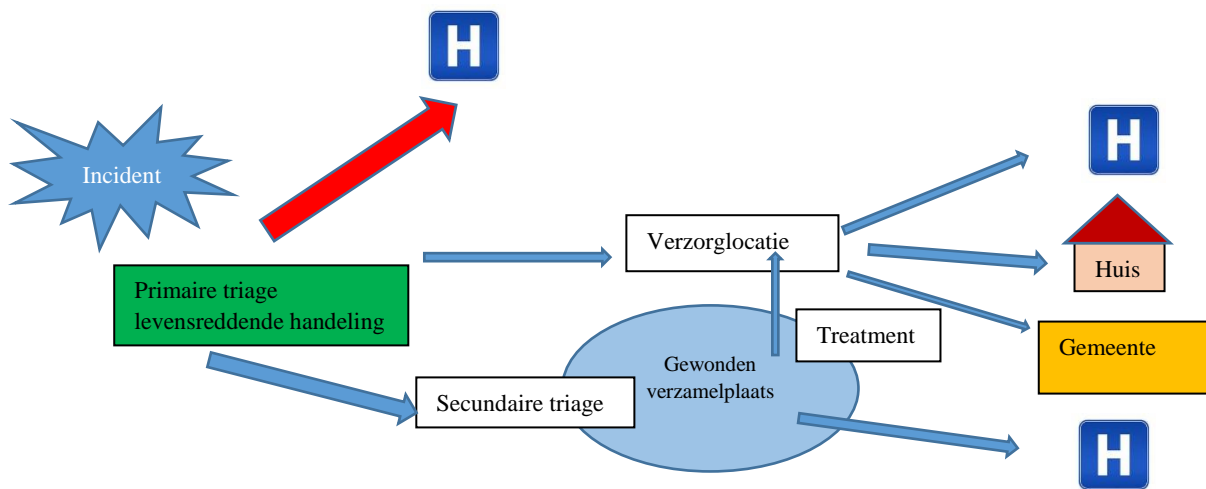 H
H
Incident
Verzorglocatie
Huis
Primaire triage
levensreddende handeling
Treatment
Gemeente
Gewonden
verzamelplaats
Secundaire triage
H